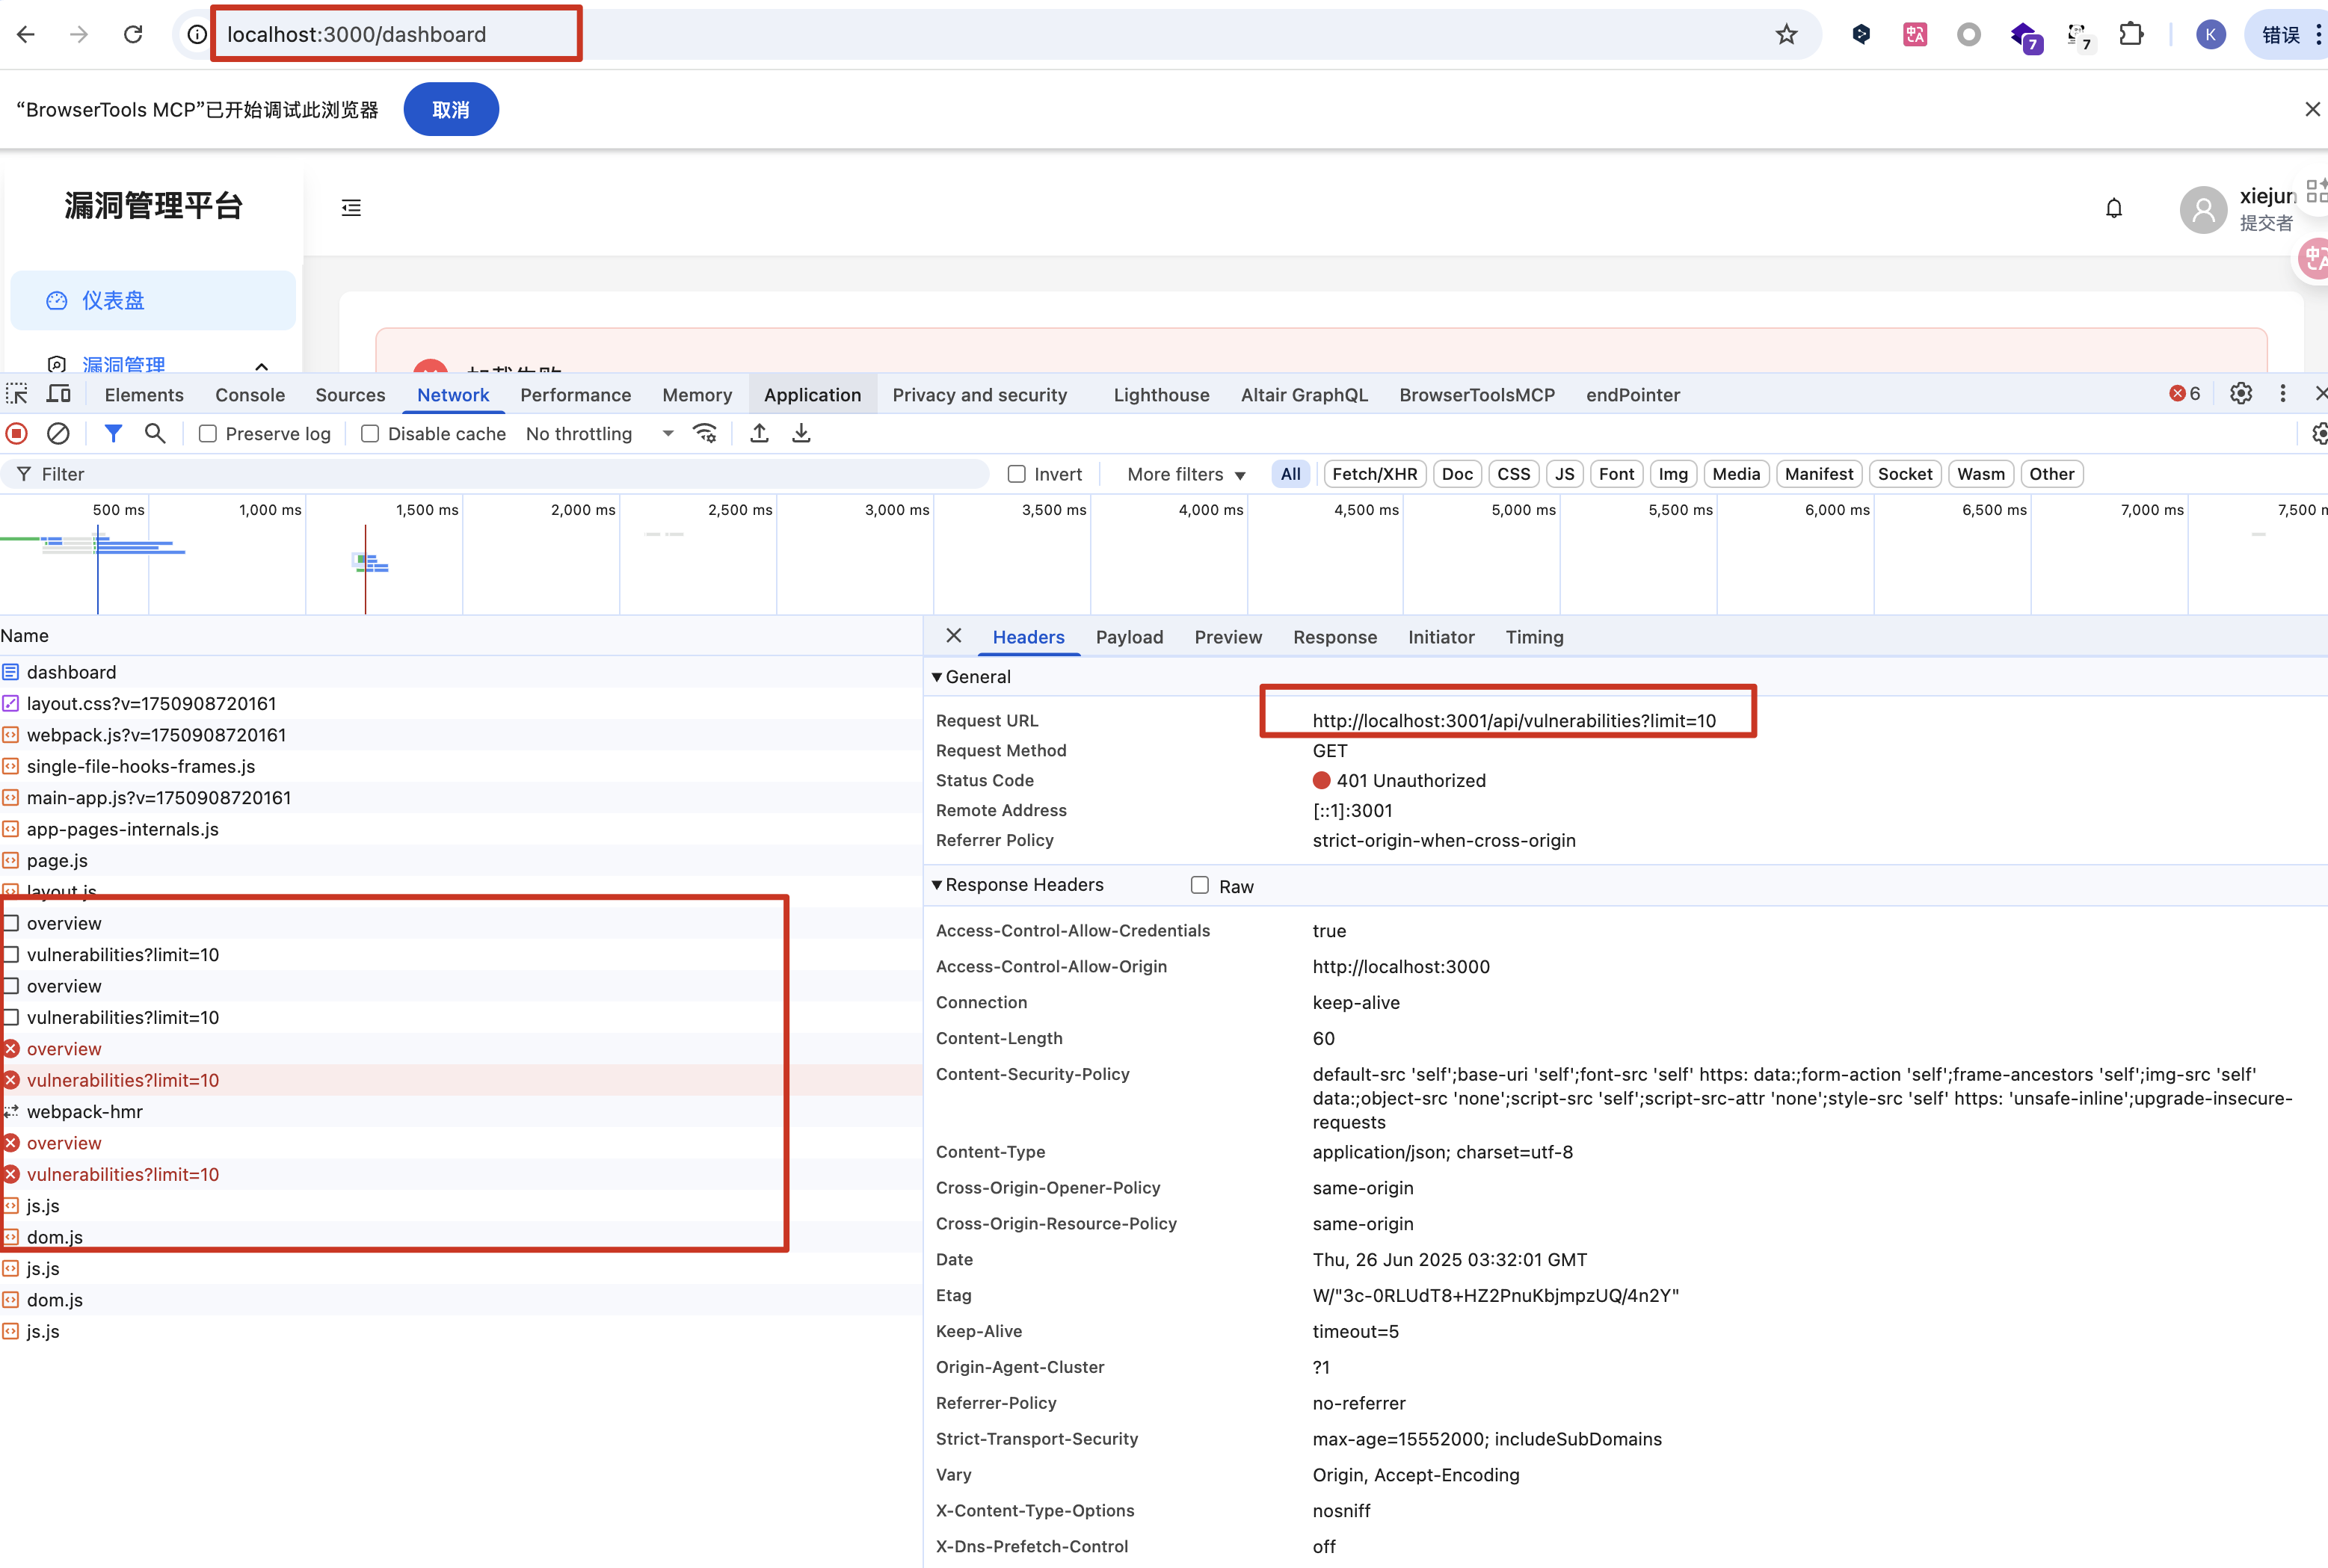 localhost:3000/dashboard
7
7
K
错误
“BrowserTools MCP”已开始调试此浏览器
取消
漏洞管理平台
xiejun
提交者
仪表盘
漏洞管理
加载失败
Elements
Console
Sources
Network
Performance
Memory
Application
Privacy and security
Lighthouse
Altair GraphQL
BrowserToolsMCP
endPointer
6
Preserve log
Disable cache
No throttling
Filter
Invert
More filters
All
Fetch/XHR
Doc
CSS
JS
Font
Img
Media
Manifest
Socket
Wasm
Other
500 ms
1,000 ms
1,500 ms
2,000 ms
2,500 ms
3,000 ms
3,500 ms
4,000 ms
4,500 ms
5,000 ms
5,500 ms
6,000 ms
6,500 ms
7,000 ms
7,500 m
Name
dashboard
layout.css?v=1750908720161
webpack.js?v=1750908720161
single-file-hooks-frames.js
main-app.js?v=1750908720161
app-pages-internals.js
page.js
layout.js
overview
vulnerabilities?limit=10
overview
vulnerabilities?limit=10
overview
vulnerabilities?limit=10
webpack-hmr
overview
vulnerabilities?limit=10
js.js
dom.js
js.js
dom.js
js.js
Headers
Payload
Preview
Response
Initiator
Timing
General
Request URL http://localhost:3001/api/vulnerabilities?limit=10
Request Method GET
Status Code 401 Unauthorized
Remote Address [::1]:3001
Referrer Policy strict-origin-when-cross-origin
Response Headers Raw
Access-Control-Allow-Credentials true
Access-Control-Allow-Origin http://localhost:3000
Connection keep-alive
Content-Length 60
Content-Security-Policy default-src 'self';base-uri 'self';font-src 'self' https: data:;form-action 'self';frame-ancestors 'self';img-src 'self'
data:;object-src 'none';script-src 'self';script-src-attr 'none';style-src 'self' https: 'unsafe-inline';upgrade-insecure-
requests
Content-Type application/json; charset=utf-8
Cross-Origin-Opener-Policy same-origin
Cross-Origin-Resource-Policy same-origin
Date Thu, 26 Jun 2025 03:32:01 GMT
Etag W/"3c-0RLUdT8+HZ2PnuKbjmpzUQ/4n2Y"
Keep-Alive timeout=5
Origin-Agent-Cluster ?1
Referrer-Policy no-referrer
Strict-Transport-Security max-age=15552000; includeSubDomains
Vary Origin, Accept-Encoding
X-Content-Type-Options nosniff
X-Dns-Prefetch-Control off